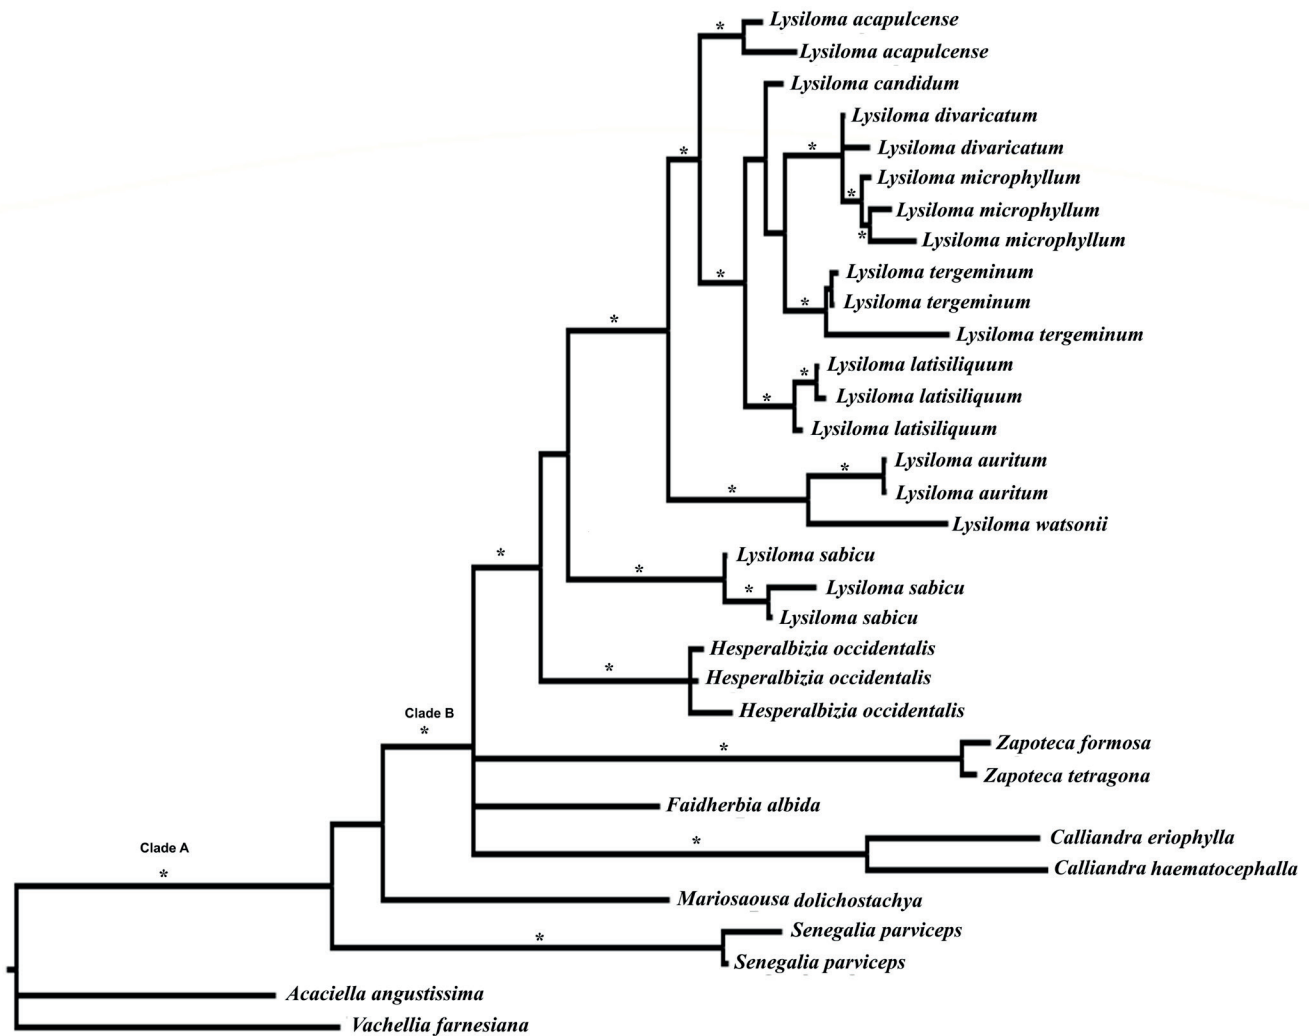 *
Lysiloma acapulcense
Lysiloma acapulcense
Lysiloma candidum
Lysiloma divaricatum
*
Lysiloma divaricatum
*
Lysiloma microphyllum
*
Lysiloma microphyllum
*
Lysiloma microphyllum
Lysiloma tergeminum
*
*
Lysiloma tergeminum
*
Lysiloma tergeminum
Lysiloma latisiliquum
*
*
Lysiloma latisiliquum
Lysiloma latisiliquum
Lysiloma auritum
*
*
Lysiloma auritum
Lysiloma watsonii
*
Lysiloma sabicu
*
*
Lysiloma sabicu
Lysiloma sabicu
Hesperalbizia occidentalis
*
Hesperalbizia occidentalis
Hesperalbizia occidentalis
Clade B
*
Zapoteca formosa
*
Zapoteca tetragona
Faidherbia albida
*
Calliandra eriophylla
Clade A
*
Calliandra haematocephalla
Mariosaousa dolichostachya
*
Senegalia parviceps
Senegalia parviceps
Acaciella angustissima
Vachellia farnesiana